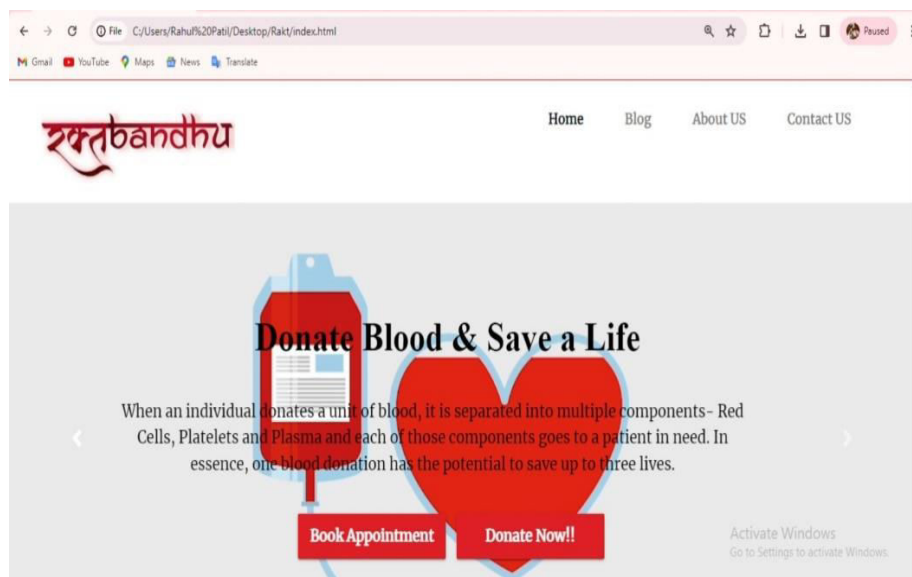 File C:/Users/Rahul%20Patil/Desktop/Rakt/index.html Paused
Gmail YouTube Maps News Translate
रक्तbandhu Home Blog About US Contact US
Donate Blood & Save a Life
When an individual donates a unit of blood, it is separated into multiple components- Red
Cells, Platelets and Plasma and each of those components goes to a patient in need. In
essence, one blood donation has the potential to save up to three lives.
Book Appointment Donate Now!!
Activate Windows
Go to Settings to activate Windows.